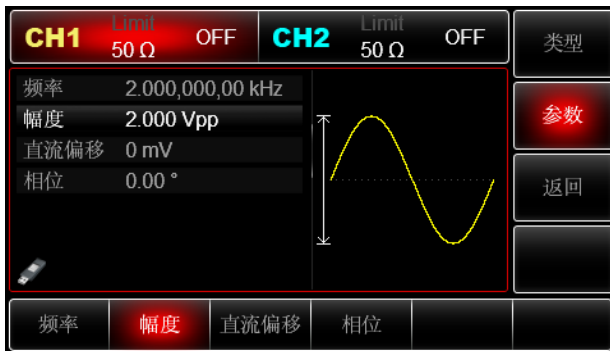 CH1 Limit 50 Ω OFF CH2 Limit 50 Ω OFF
类型
频率 2.000,000,00 kHz
幅度 2.000 Vpp
直流偏移 0 mV
相位 0.00 °
参数
返回
频率 幅度 直流偏移 相位